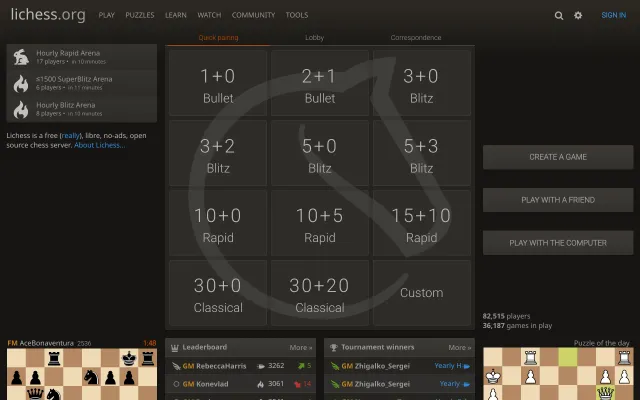 lichess.org PLAY PUZZLES LEARN WATCH COMMUNITY TOOLS SIGN IN
Quick pairing Lobby Correspondence
Hourly Rapid Arena
17 players • in 10 minutes
≤1500 SuperBlitz Arena
6 players • in 11 minutes
Hourly Blitz Arena
8 players • in 10 minutes
Lichess is a free (really), libre, no-ads, open
source chess server. About Lichess...
1+0 2+1 3+0
Bullet Bullet Blitz
3+2 5+0 5+3
Blitz Blitz Blitz
10+0 10+5 15+10
Rapid Rapid Rapid
30+0 30+20 Custom
Classical Classical
CREATE A GAME
PLAY WITH A FRIEND
PLAY WITH THE COMPUTER
82,515 players
36,187 games in play
FM AceBonaventura 2536 1:48
Leaderboard More »
GM RebeccaHarris 3262 5
GM Konevlad 3061 14
Tournament winners More »
GM Zhigalko_Sergei Yearly H
GM Zhigalko_Sergei Yearly
Puzzle of the day